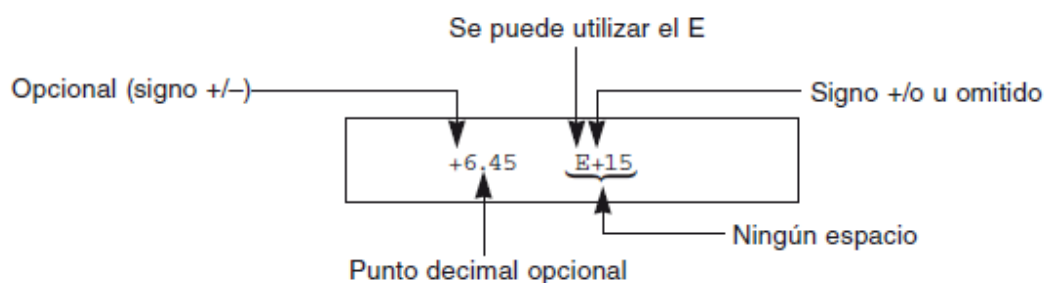 Se puede utilizar el E
Opcional (signo +/–)
Signo +/o u omitido
+6.45 E+15
Ningún espacio
Punto decimal opcional